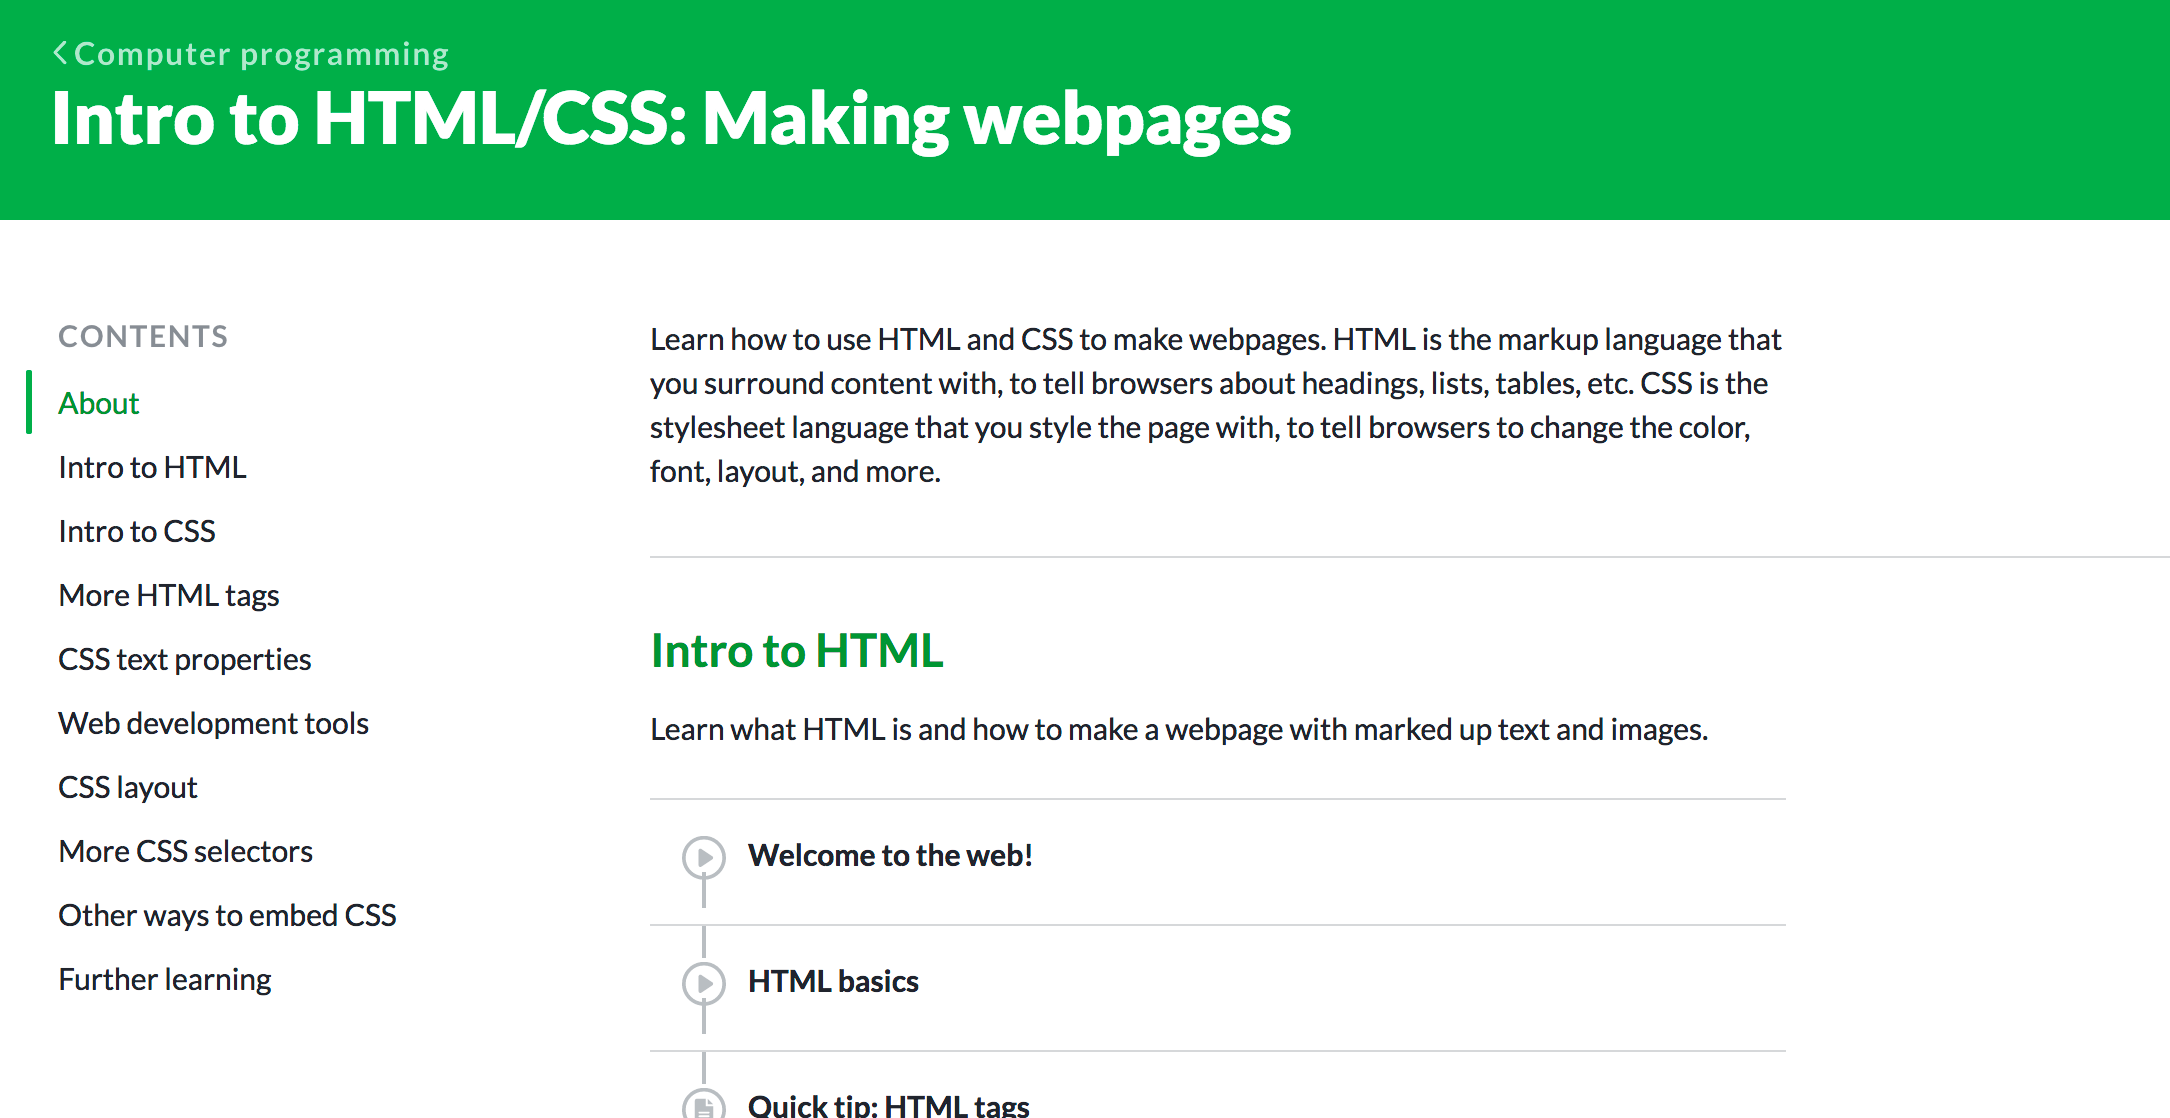 Computer programming
Intro to HTML/CSS: Making webpages
CONTENTS
About
Intro to HTML
Intro to CSS
More HTML tags
CSS text properties
Web development tools
CSS layout
More CSS selectors
Other ways to embed CSS
Further learning
Learn how to use HTML and CSS to make webpages. HTML is the markup language that
you surround content with, to tell browsers about headings, lists, tables, etc. CSS is the
stylesheet language that you style the page with, to tell browsers to change the color,
font, layout, and more.
Intro to HTML
Learn what HTML is and how to make a webpage with marked up text and images.
Welcome to the web!
HTML basics
Quick tip: HTML tags